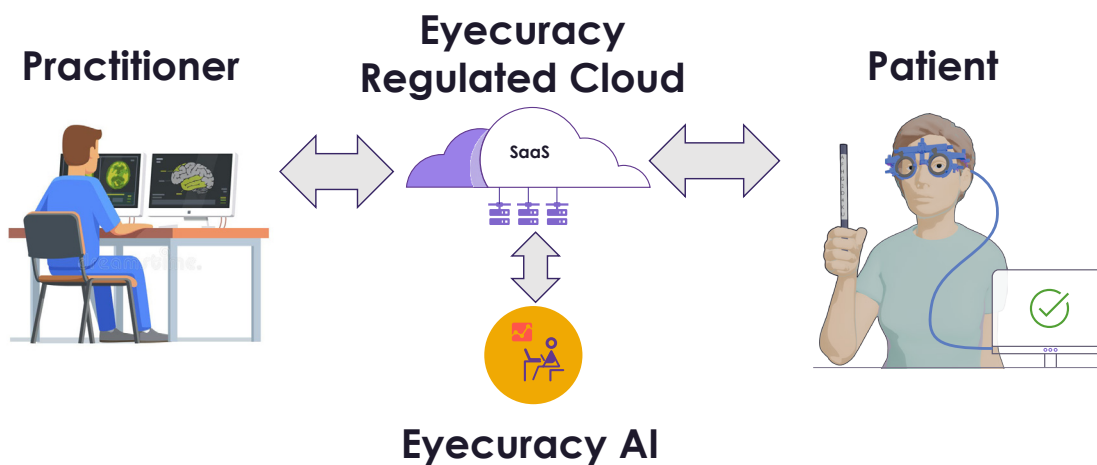 Practitioner
Eyecuracy
Regulated Cloud
Patient
SaaS
Eyecuracy AI